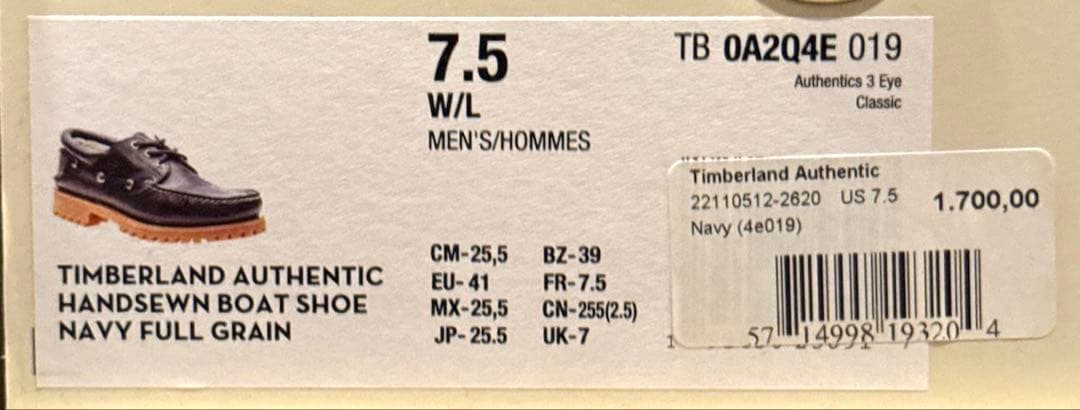 7.5
W/L
MEN'S/HOMMES
TB 0A2Q4E 019
Authentics 3 Eye
Classic
TIMBERLAND AUTHENTIC
HANDSEWN BOAT SHOE
NAVY FULL GRAIN
CM-25,5 BZ-39
EU-41 FR-7.5
MX-25,5 CN-255(2.5)
JP-25.5 UK-7
Timberland Authentic
22110512-2620 US 7.5 1.700,00
Navy (4e019)
57 14998 19320 4